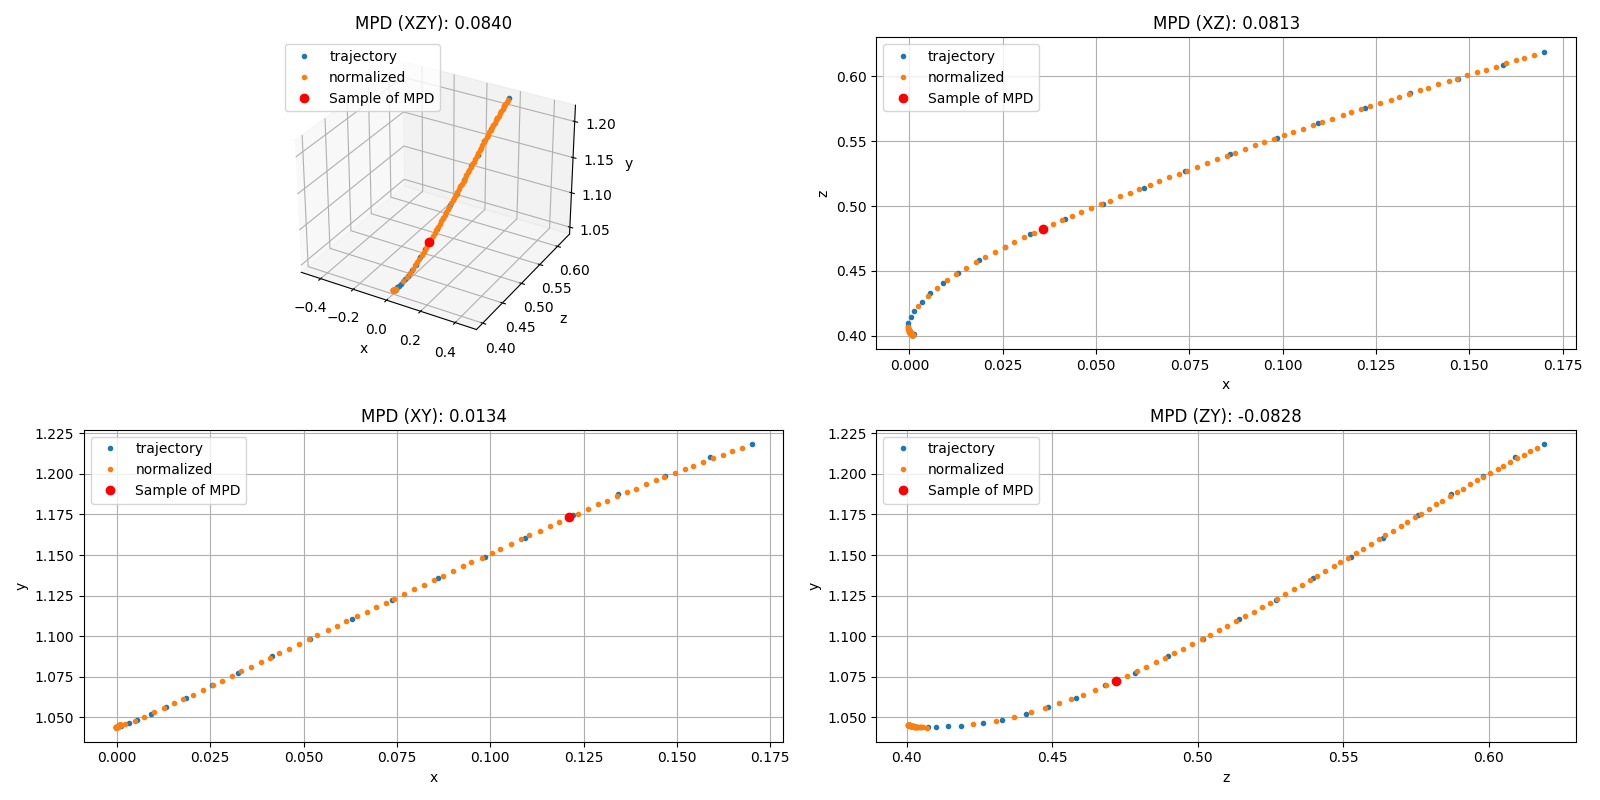 MPD (XZY): 0.0840
trajectory
normalized
Sample of MPD
1.20
1.15
y
1.10
1.05
0.60
0.55
0.50
z
0.45
0.40
−0.4
−0.2
0.0
0.2
0.4
x
MPD (XZ): 0.0813
trajectory
normalized
Sample of MPD
0.60
0.55
z
0.50
0.45
0.40
0.000 0.025 0.050 0.075 0.100 0.125 0.150 0.175
x
MPD (XY): 0.0134
trajectory
normalized
Sample of MPD
1.225
1.200
1.175
1.150
1.125
y
1.100
1.075
1.050
0.000 0.025 0.050 0.075 0.100 0.125 0.150 0.175
x
MPD (ZY): -0.0828
trajectory
normalized
Sample of MPD
1.225
1.200
1.175
1.150
1.125
y
1.100
1.075
1.050
0.40 0.45 0.50 0.55 0.60
z